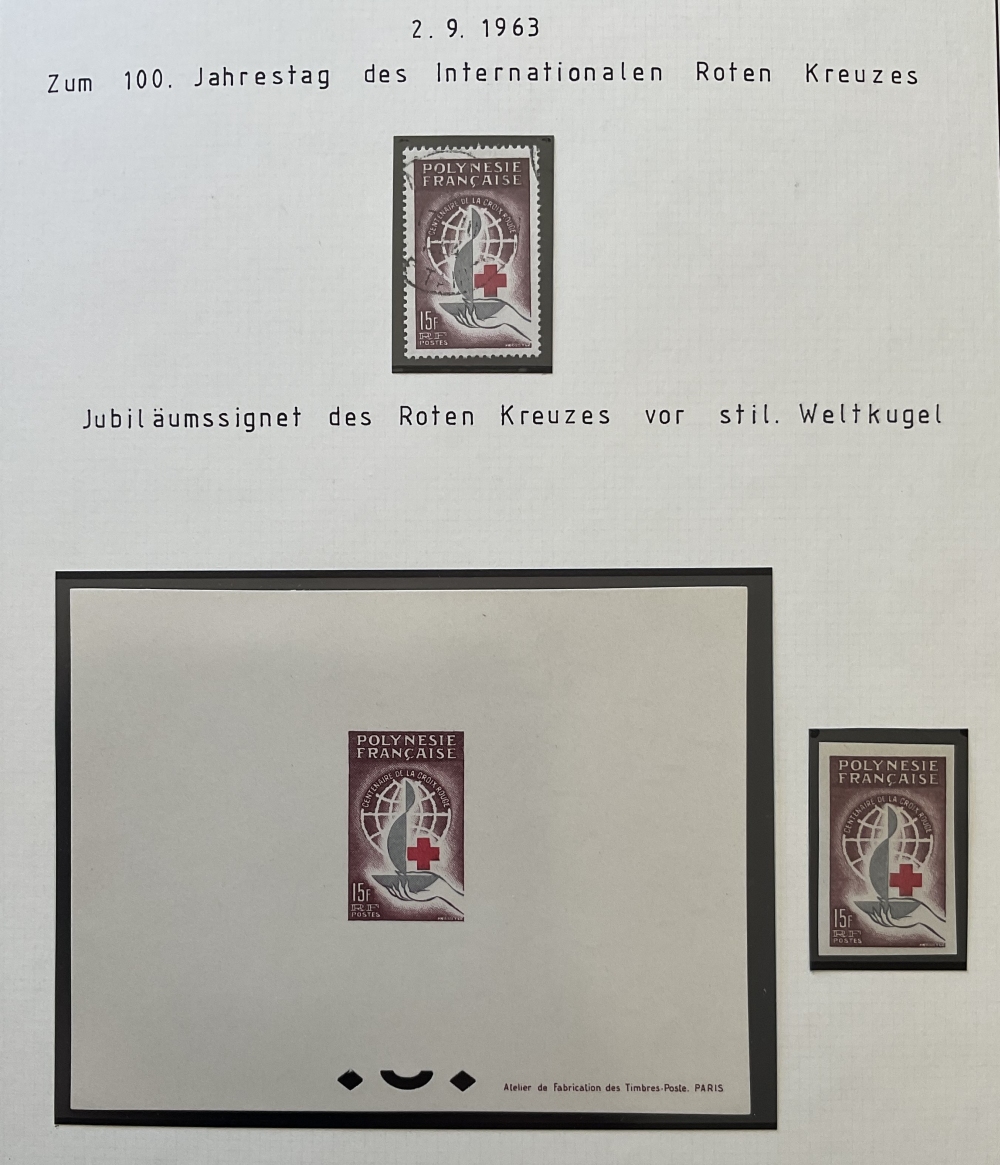 2. 9. 1963
Zum 100. Jahrestag des Internationalen Roten Kreuzes
POLYNESIE
FRANÇAISE
CENTENAIRE DE LA CROIX ROUGE
15F
RF
POSTES
Jubiläumssignet des Roten Kreuzes vor stil. Weltkugel
POLYNESIE
FRANÇAISE
CENTENAIRE DE LA CROIX ROUGE
15F
RF
POSTES
Atelier de Fabrication des Timbres-Poste. PARIS
POLYNESIE
FRANÇAISE
CENTENAIRE DE LA CROIX ROUGE
15F
RF
POSTES